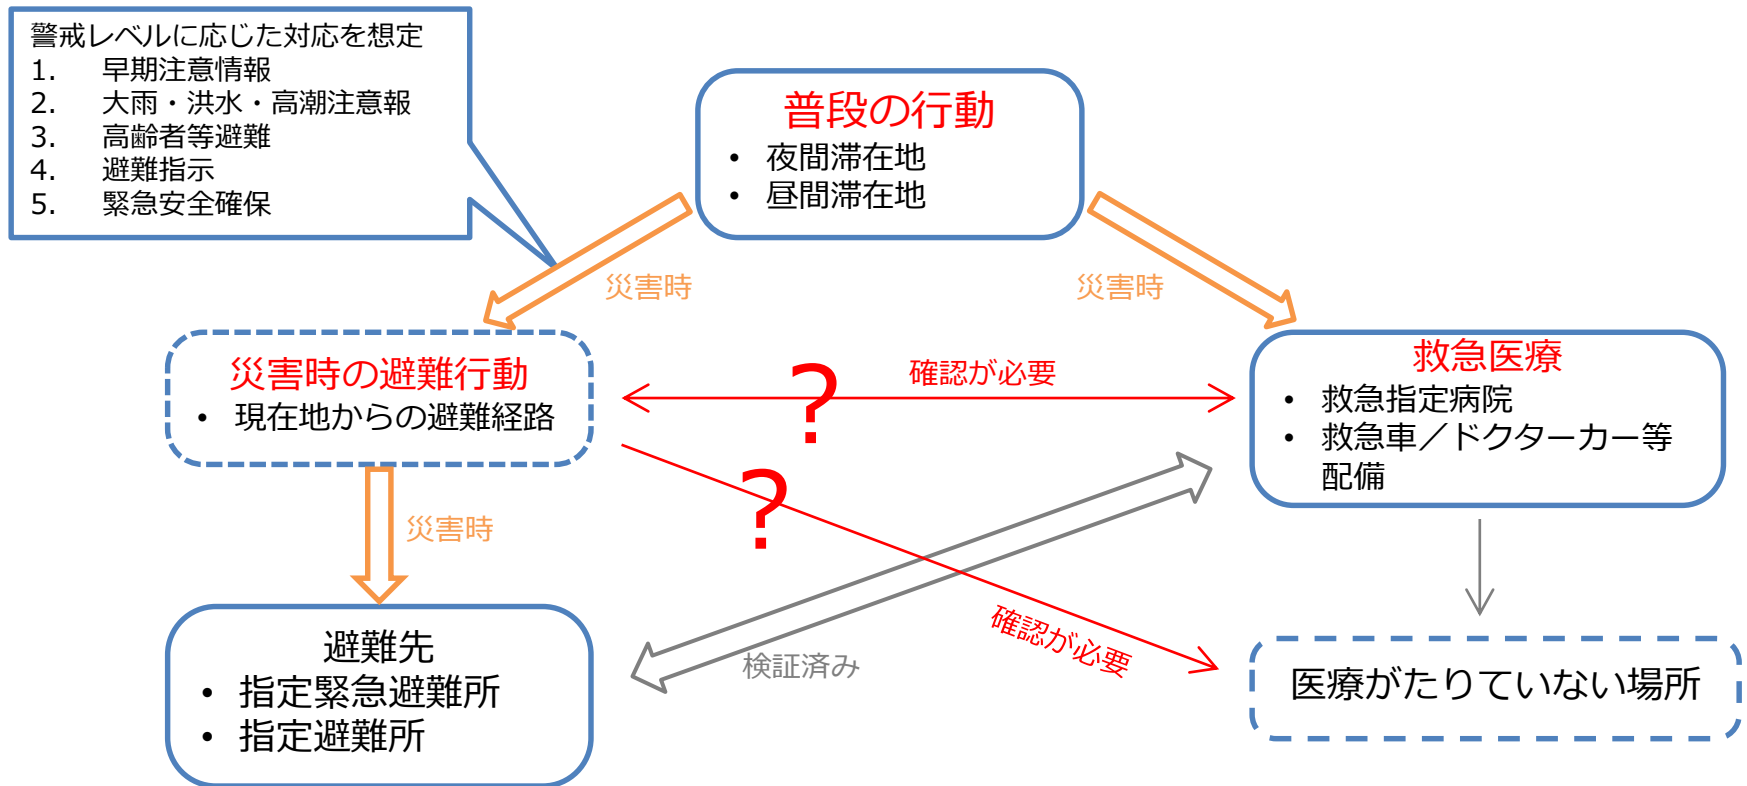 警戒レベルに応じた対応を想定
1. 早期注意情報
2. 大雨・洪水・高潮注意報
3. 高齢者等避難
4. 避難指示
5. 緊急安全確保
普段の行動
• 夜間滞在地
• 昼間滞在地
災害時
災害時
災害時の避難行動
• 現在地からの避難経路
?
確認が必要
救急医療
• 救急指定病院
• 救急車／ドクターカー等
配備
災害時
?
確認が必要
検証済み
避難先
• 指定緊急避難所
• 指定避難所
医療がたりていない場所